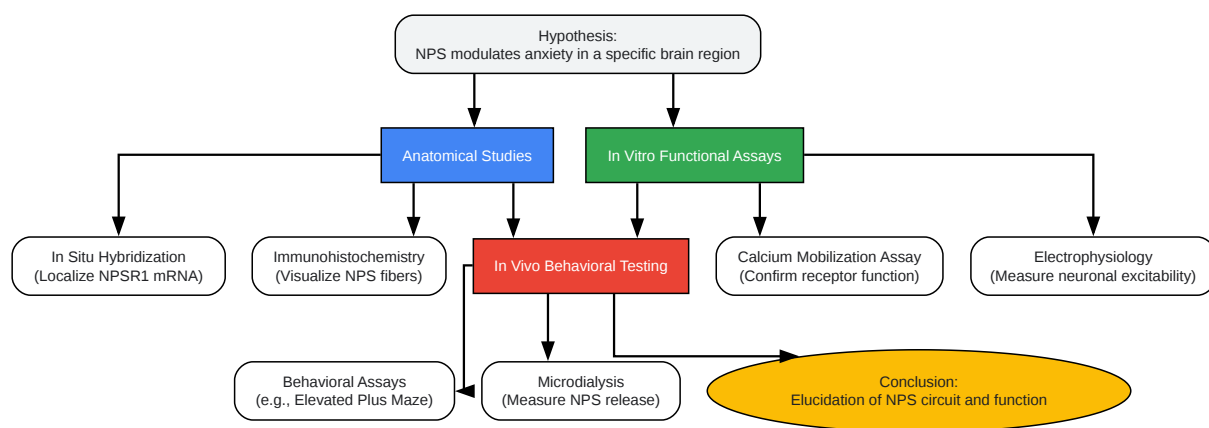 Hypothesis:
NPS modulates anxiety in a specific brain region
Anatomical Studies
In Vitro Functional Assays
In Situ Hybridization
(Localize NPSR1 mRNA)
Immunohistochemistry
(Visualize NPS fibers)
In Vivo Behavioral Testing
Calcium Mobilization Assay
(Confirm receptor function)
Electrophysiology
(Measure neuronal excitability)
Behavioral Assays
(e.g., Elevated Plus Maze)
Microdialysis
(Measure NPS release)
Conclusion:
Elucidation of NPS circuit and function